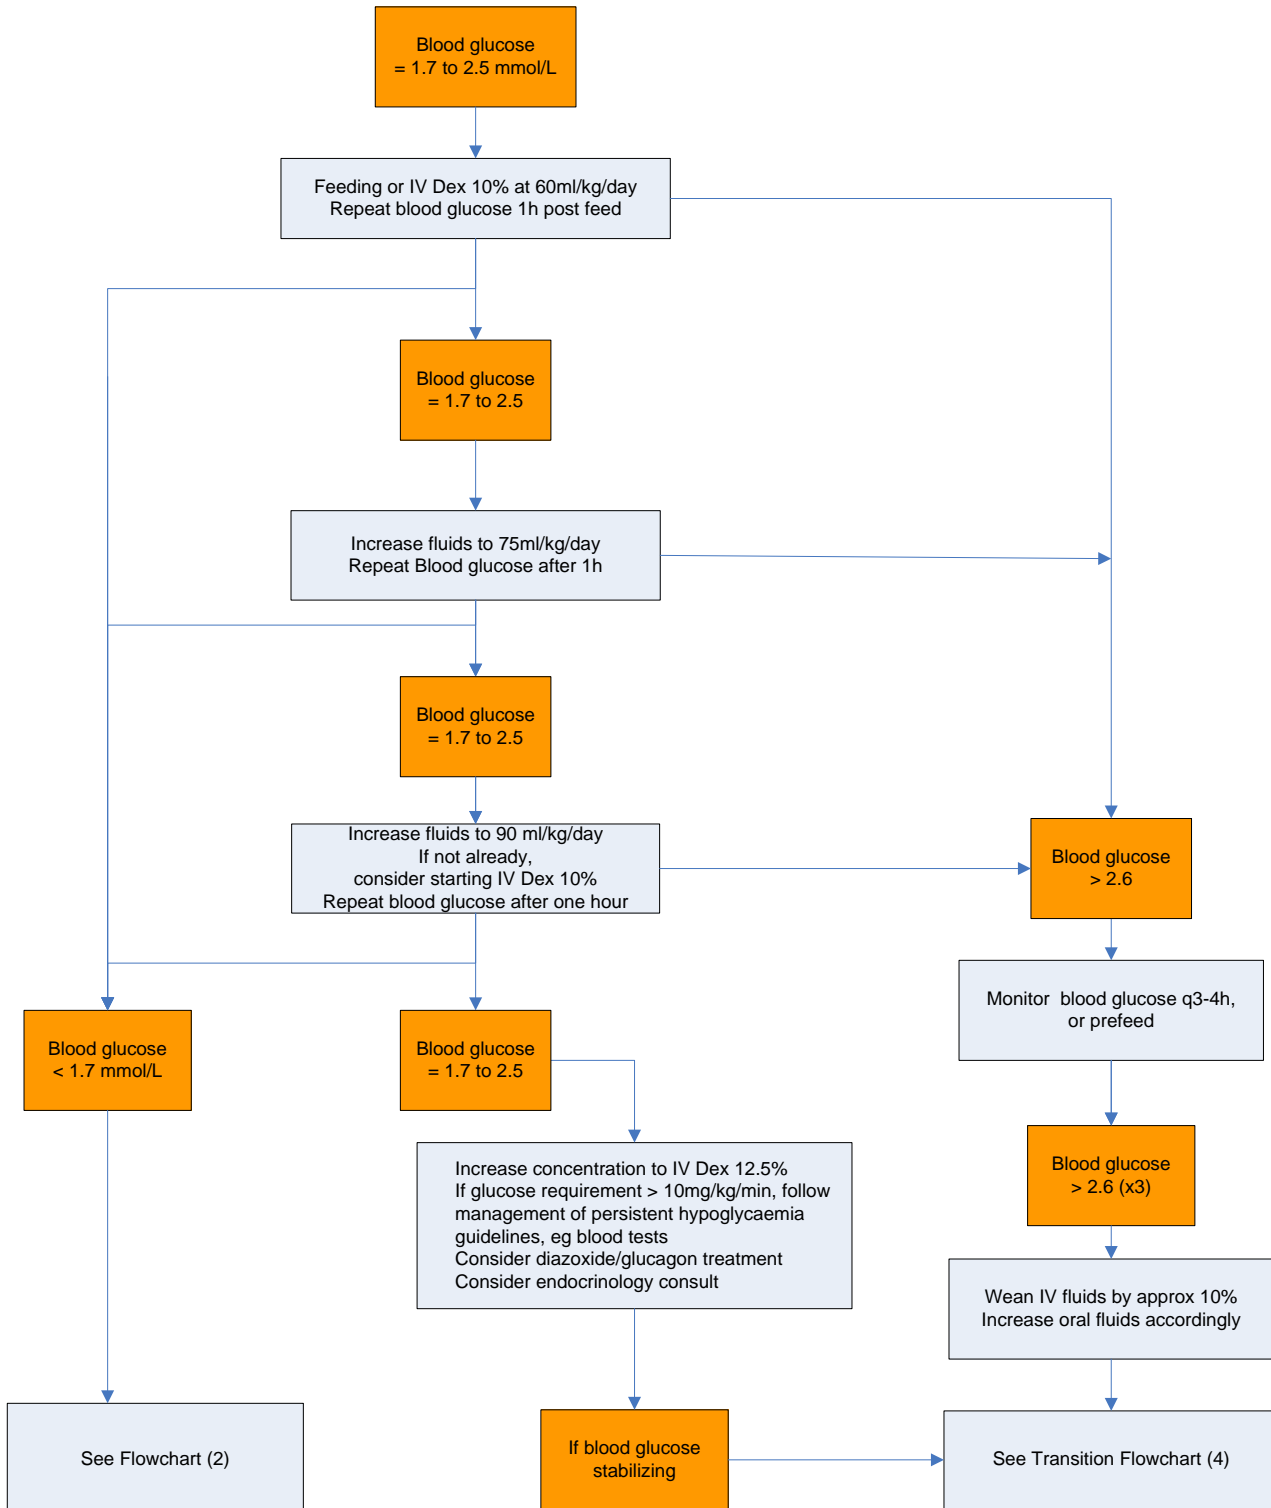 Blood glucose
= 1.7 to 2.5 mmol/L
Feeding or IV Dex 10% at 60ml/kg/day
Repeat blood glucose 1h post feed
Blood glucose
= 1.7 to 2.5
Increase fluids to 75ml/kg/day
Repeat Blood glucose after 1h
Blood glucose
= 1.7 to 2.5
Increase fluids to 90 ml/kg/day
If not already,
consider starting IV Dex 10%
Repeat blood glucose after one hour
Blood glucose
> 2.6
Monitor  blood glucose q3-4h,
or prefeed
Blood glucose
< 1.7 mmol/L
Blood glucose
= 1.7 to 2.5
Increase concentration to IV Dex 12.5%
If glucose requirement > 10mg/kg/min, follow
management of persistent hypoglycaemia
guidelines, eg blood tests
Consider diazoxide/glucagon treatment
Consider endocrinology consult
Blood glucose
> 2.6 (x3)
Wean IV fluids by approx 10%
Increase oral fluids accordingly
See Flowchart (2)
If blood glucose
stabilizing
See Transition Flowchart (4)